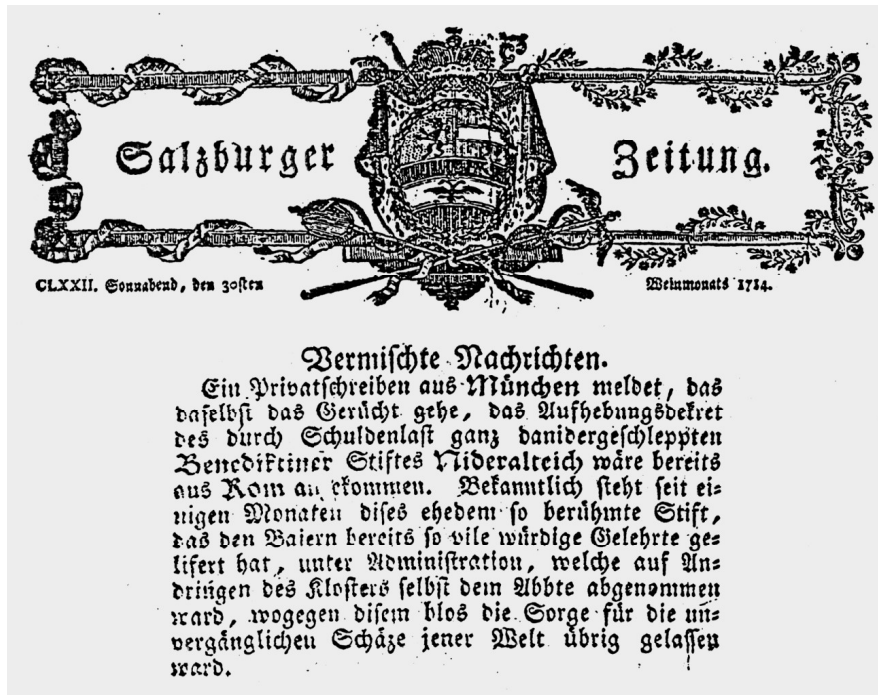 Salzburger Zeitung.
CLXXII. Sonnabend, den 30sten Weinmonats 1784.
Vermischte Nachrichten.
Ein Privatschreiben aus München meldet, das
daselbst das Gerücht gehe, das Aufhebungsdekret
des durch Schuldenlast ganz danidergeschleppten
Benediktiner Stiftes Nideralteich wäre bereits
aus Rom ankommen. Bekanntlich steht seit ei-
nigen Monaten dises ehedem so berühmte Stift,
das den Baiern bereits so vile würdige Gelehrte ge-
lifert hat, unter Administration, welche auf An-
dringen des Klosters selbst dem Abbte abgenommen
ward, wogegen disem blos die Sorge für die un-
vergänglichen Schäze jener Welt übrig gelassen
ward.